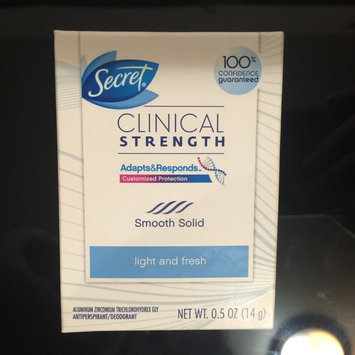 Secret®
100%
CONFIDENCE
guaranteed
CLINICAL
STRENGTH
Adapts&Responds™
Customized Protection
Smooth Solid
light and fresh
ALUMINUM ZIRCONIUM TRICHLOROHYDREX GLY
ANTIPERSPIRANT/DEODORANT
NET WT. 0.5 OZ (14 g)